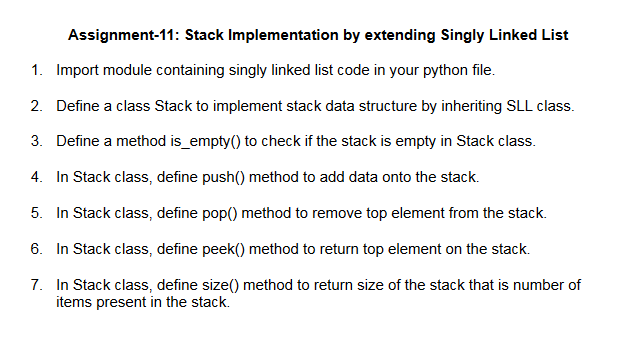 Assignment-11: Stack Implementation by extending Singly Linked List
1. Import module containing singly linked list code in your python file.
2. Define a class Stack to implement stack data structure by inheriting SLL class.
3. Define a method is_empty() to check if the stack is empty in Stack class.
4. In Stack class, define push() method to add data onto the stack.
5. In Stack class, define pop() method to remove top element from the stack.
6. In Stack class, define peek() method to return top element on the stack.
7. In Stack class, define size() method to return size of the stack that is number of
items present in the stack.